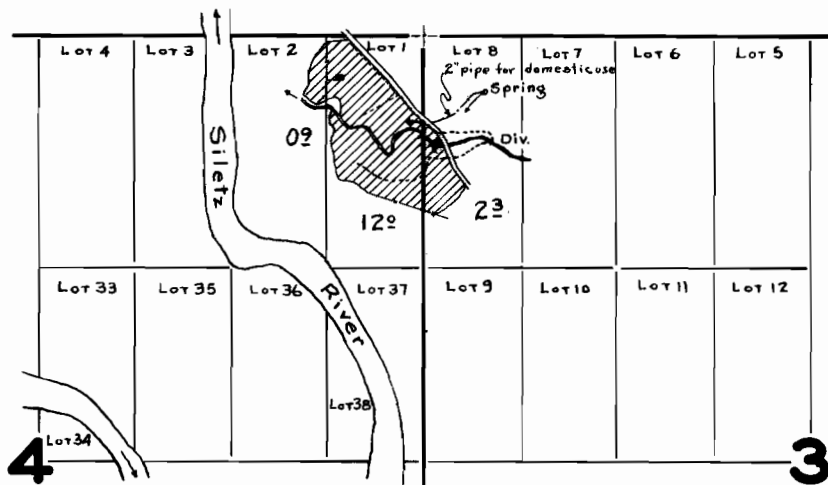 LOT 4 LOT 3 LOT 2 LOT 1 LOT 8 LOT 7 LOT 6 LOT 5
2" pipe for domestic use
Spring
Siletz
0⁹
Div.
12⁰
2³
LOT 33 LOT 35 LOT 36 LOT 37 LOT 9 LOT 10 LOT 11 LOT 12
River
LOT 38
LOT 34
4 3